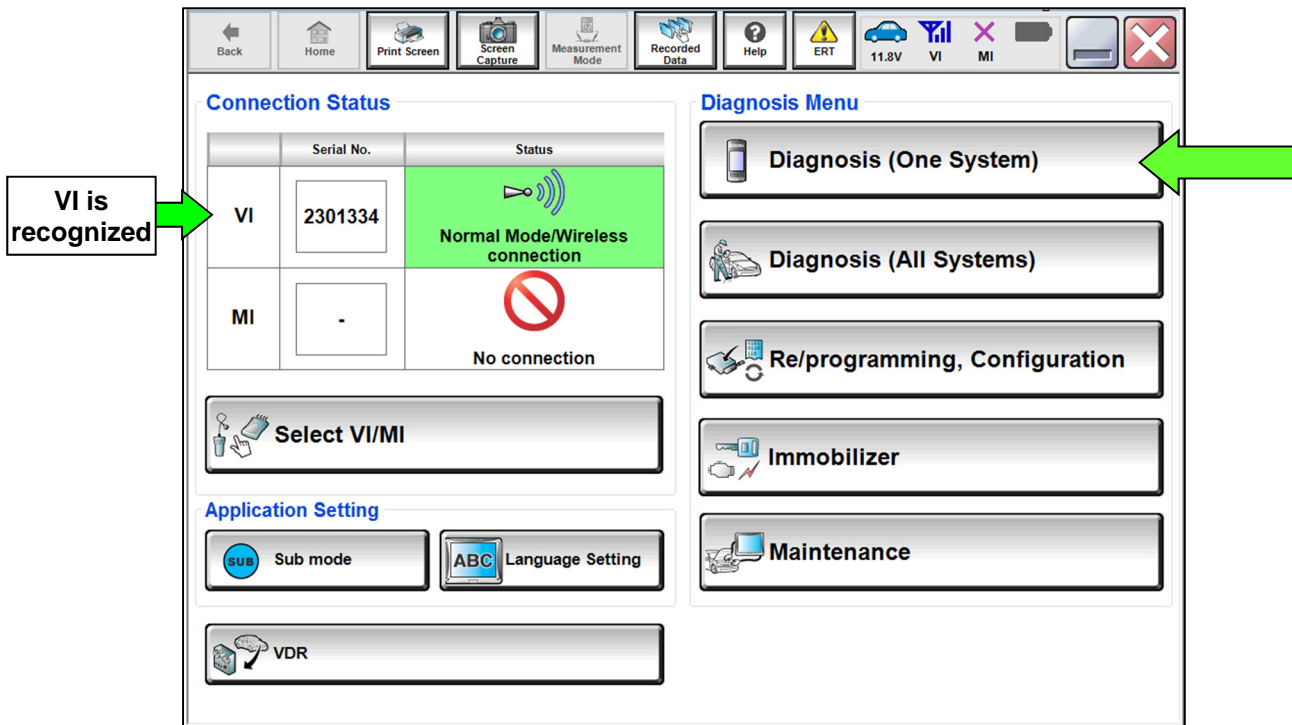 Back
Home
Print Screen
Screen
Capture
Measurement
Mode
Recorded
Data
Help
ERT
11.8V
VI
MI
Connection Status
Serial No.
Status
VI is
recognized
VI
2301334
Normal Mode/Wireless
connection
MI
-
No connection
Select VI/MI
Application Setting
SUB
Sub mode
ABC
Language Setting
VDR
Diagnosis Menu
Diagnosis (One System)
Diagnosis (All Systems)
Re/programming, Configuration
Immobilizer
Maintenance